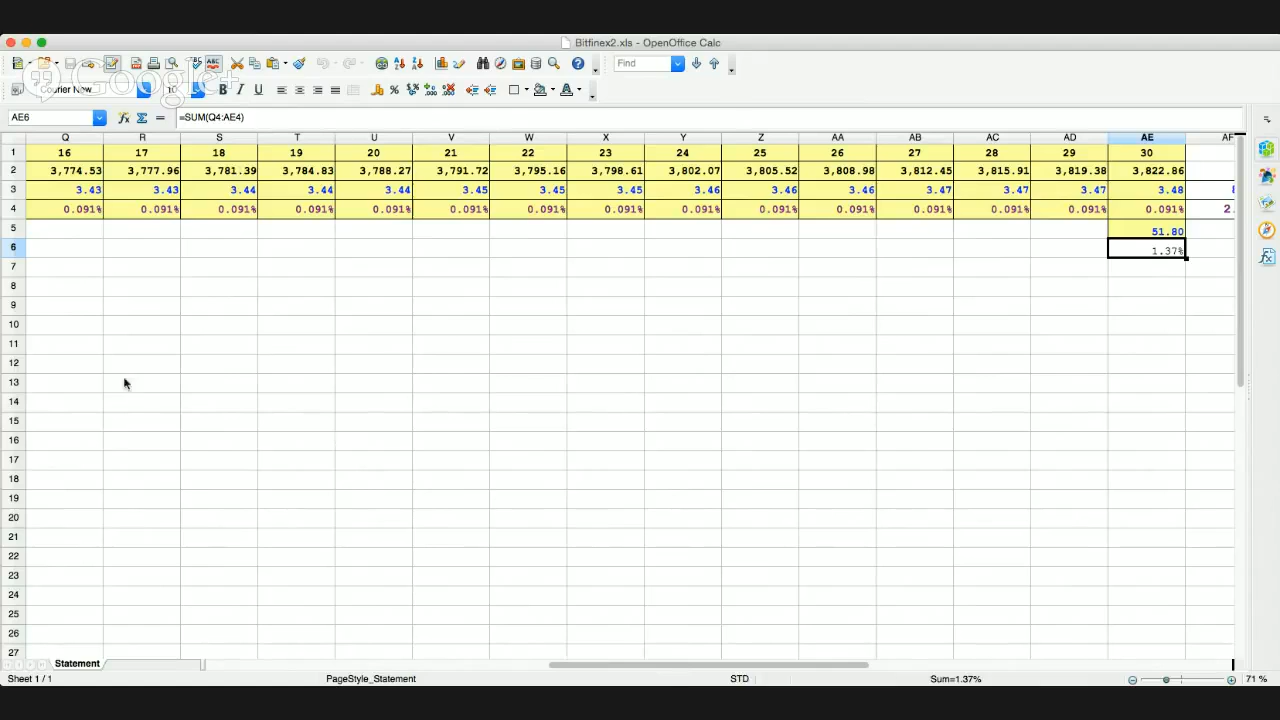 Bitfinex2.xls - OpenOffice Calc
Google+
Find
Courier New
10
B I U
AE6
=SUM(Q4:AE4)
Q R S T U V W X Y Z AA AB AC AD AE AF
1 16 17 18 19 20 21 22 23 24 25 26 27 28 29 30
2 3,774.53 3,777.96 3,781.39 3,784.83 3,788.27 3,791.72 3,795.16 3,798.61 3,802.07 3,805.52 3,808.98 3,812.45 3,815.91 3,819.38 3,822.86
3 3.43 3.43 3.44 3.44 3.44 3.45 3.45 3.45 3.46 3.46 3.46 3.47 3.47 3.47 3.48
4 0.091% 0.091% 0.091% 0.091% 0.091% 0.091% 0.091% 0.091% 0.091% 0.091% 0.091% 0.091% 0.091% 0.091% 0.091% 2.
5 51.80
6 1.37%
7
8
9
10
11
12
13
14
15
16
17
18
19
20
21
22
23
24
25
26
27
Statement
Sheet 1 / 1 PageStyle_Statement STD Sum=1.37% 71 %